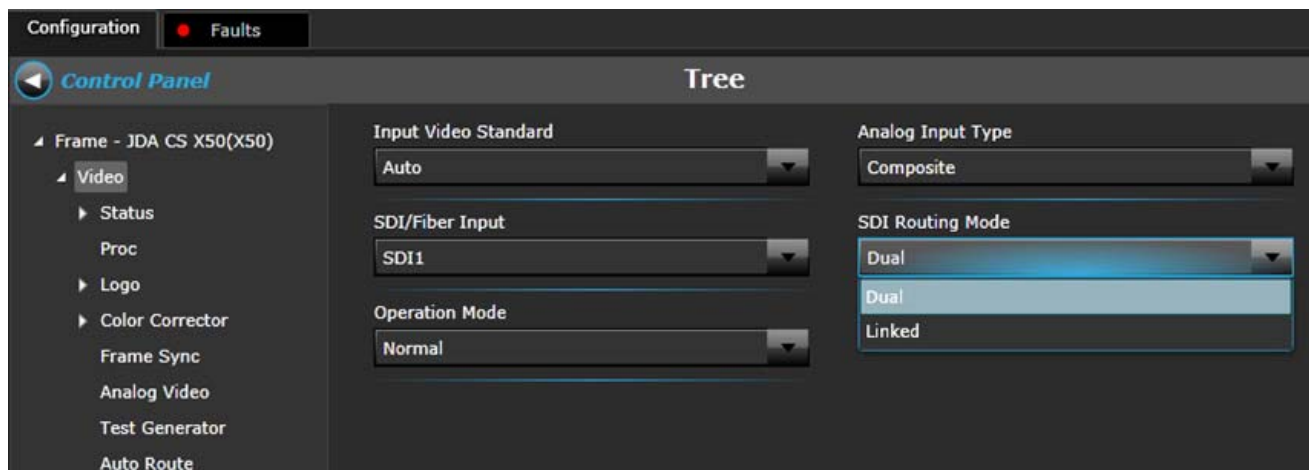 Configuration
Faults
Control Panel
Tree
Frame - JDA CS X50(X50)
Video
Status
Proc
Logo
Color Corrector
Frame Sync
Analog Video
Test Generator
Auto Route
Input Video Standard
Auto
SDI/Fiber Input
SDI1
Operation Mode
Normal
Analog Input Type
Composite
SDI Routing Mode
Dual
Dual
Linked